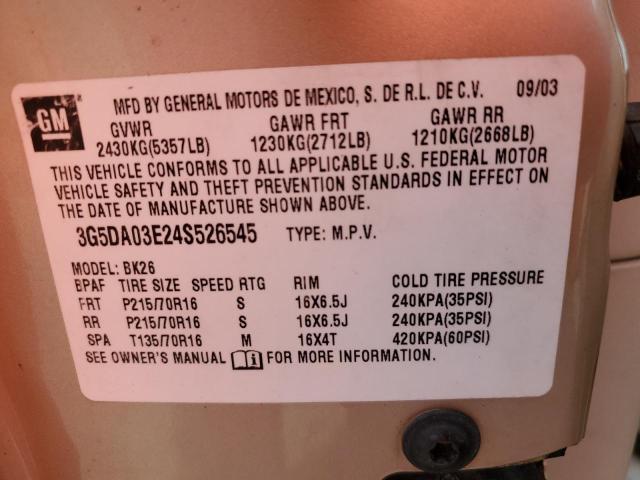 GM
MFD BY GENERAL MOTORS DE MEXICO, S. DE R.L. DE C.V. 09/03
GVWR GAWR FRT GAWR RR
2430KG(5357LB) 1230KG(2712LB) 1210KG(2668LB)
THIS VEHICLE CONFORMS TO ALL APPLICABLE U.S. FEDERAL MOTOR
VEHICLE SAFETY AND THEFT PREVENTION STANDARDS IN EFFECT ON
THE DATE OF MANUFACTURE SHOWN ABOVE.
3G5DA03E24S526545 TYPE: M.P.V.
MODEL: BK26
BPAF TIRE SIZE SPEED RTG RIM COLD TIRE PRESSURE
FRT P215/70R16 S 16X6.5J 240KPA(35PSI)
RR P215/70R16 S 16X6.5J 240KPA(35PSI)
SPA T135/70R16 M 16X4T 420KPA(60PSI)
SEE OWNER'S MANUAL FOR MORE INFORMATION.